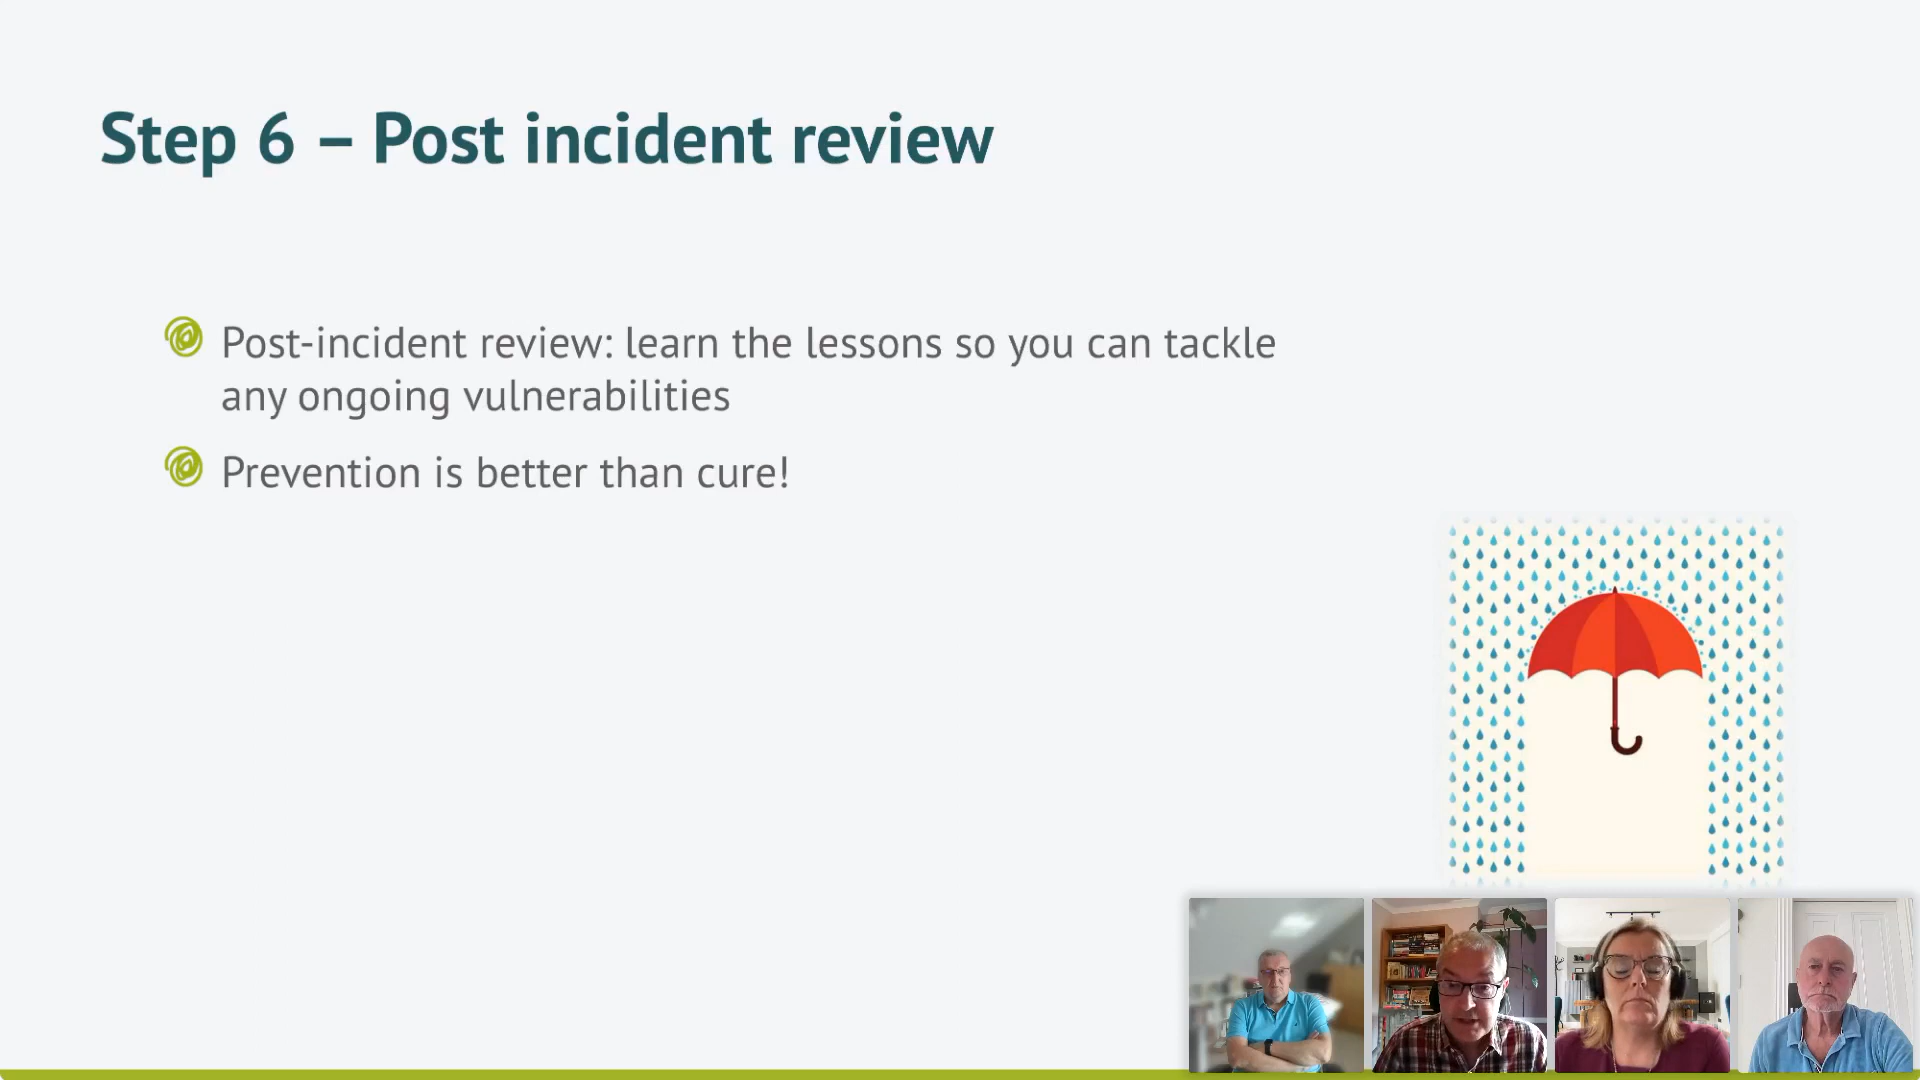 Step 6 – Post incident review
Post-incident review: learn the lessons so you can tackle
any ongoing vulnerabilities
Prevention is better than cure!